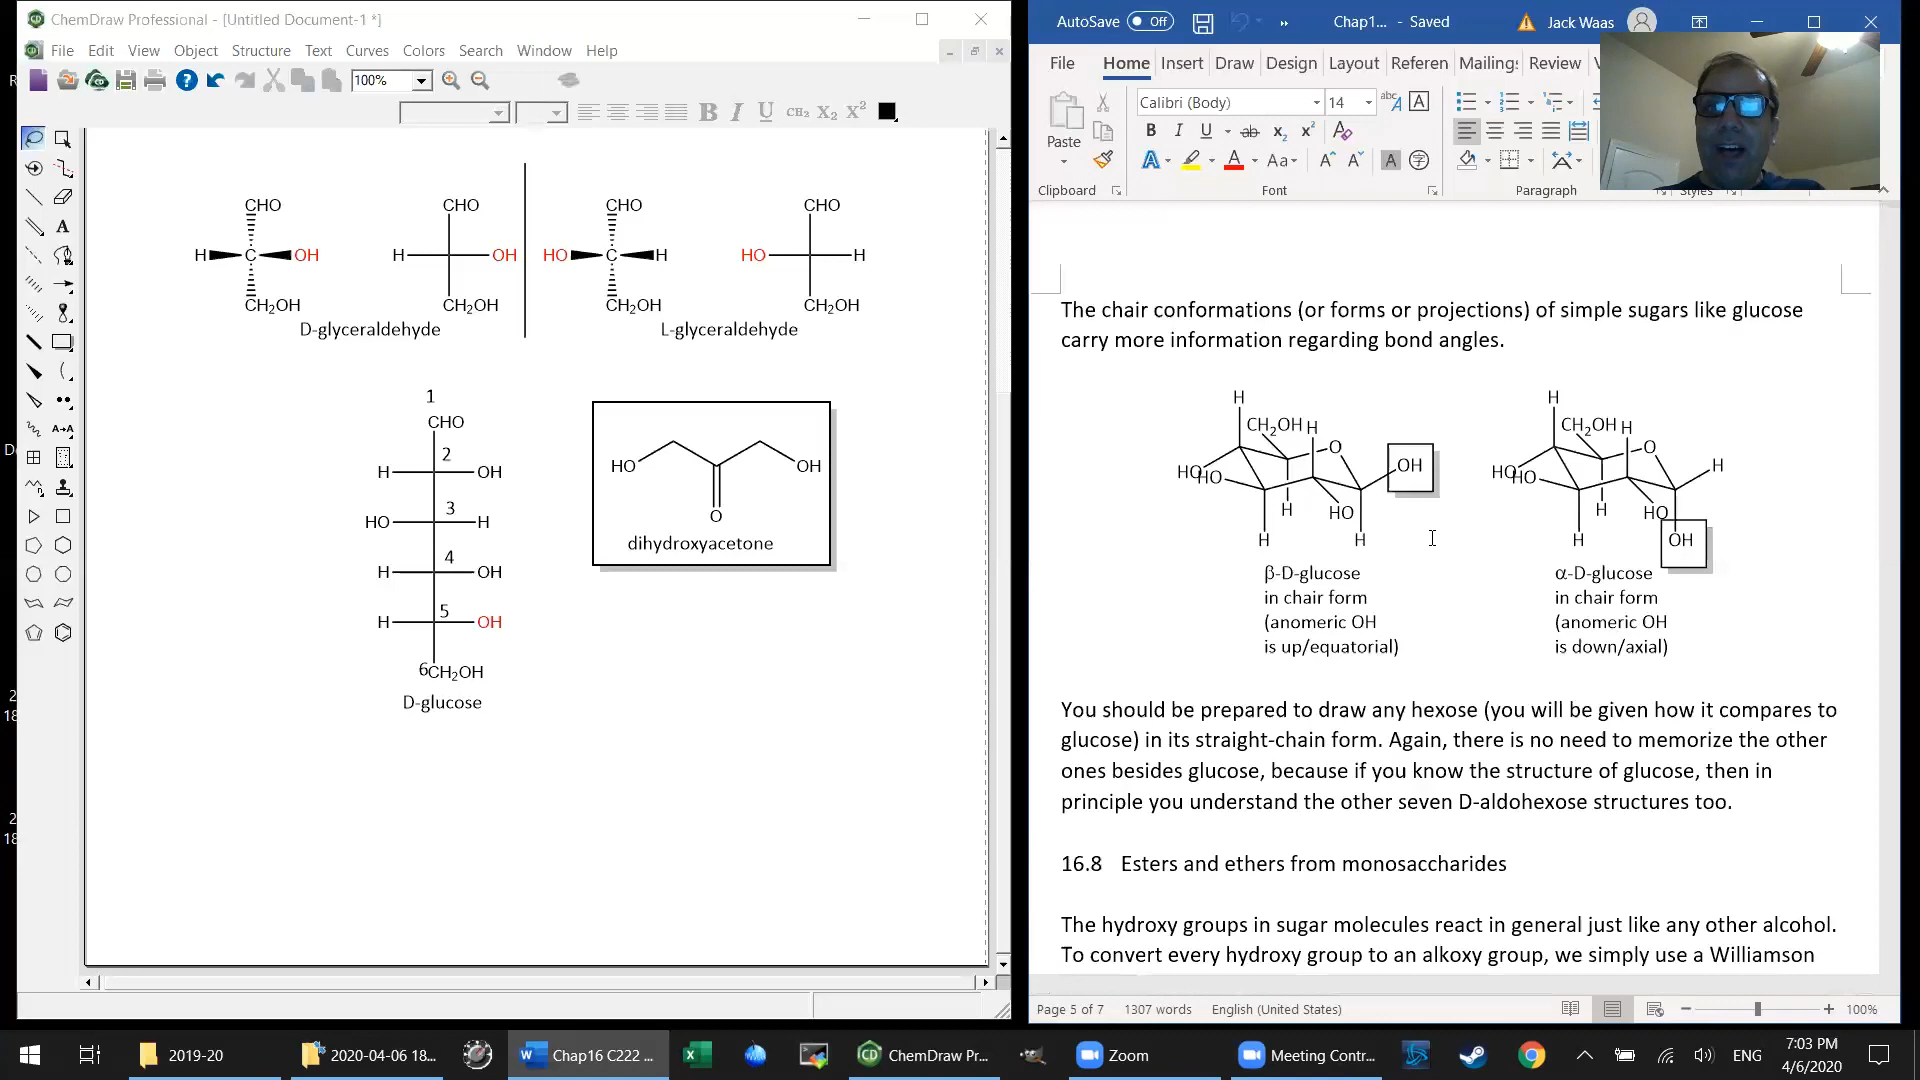 ChemDraw Professional - [Untitled Document-1 *]
File Edit View Object Structure Text Curves Colors Search Window Help
100%
B I U CH₂ X₂ X²
CHO CHO CHO CHO
H C OH H OH HO C H HO H
CH₂OH CH₂OH CH₂OH CH₂OH
D-glyceraldehyde L-glyceraldehyde
1
CHO
2
H OH
3
HO H
4
H OH
5
H OH
6
CH₂OH
D-glucose
HO OH
O
dihydroxyacetone
AutoSave Off Chap1... - Saved Jack Waas
File Home Insert Draw Design Layout Referen Mailings Review
Paste
Calibri (Body) 14
B I U ab x₂ x²
A A Aa A A A
Clipboard Font Paragraph Styles
The chair conformations (or forms or projections) of simple sugars like glucose
carry more information regarding bond angles.
H H
CH₂OH H CH₂OH H
O OH O H
HO HO HO HO
H HO H HO
H H H OH
β-D-glucose α-D-glucose
in chair form in chair form
(anomeric OH (anomeric OH
is up/equatorial) is down/axial)
You should be prepared to draw any hexose (you will be given how it compares to
glucose) in its straight-chain form. Again, there is no need to memorize the other
ones besides glucose, because if you know the structure of glucose, then in
principle you understand the other seven D-aldohexose structures too.
16.8 Esters and ethers from monosaccharides
The hydroxy groups in sugar molecules react in general just like any other alcohol.
To convert every hydroxy group to an alkoxy group, we simply use a Williamson
Page 5 of 7 1307 words English (United States) 100%
2019-20 2020-04-06 18... Chap16 C222 ... ChemDraw Pr... Zoom Meeting Contr... ENG
7:03 PM
4/6/2020